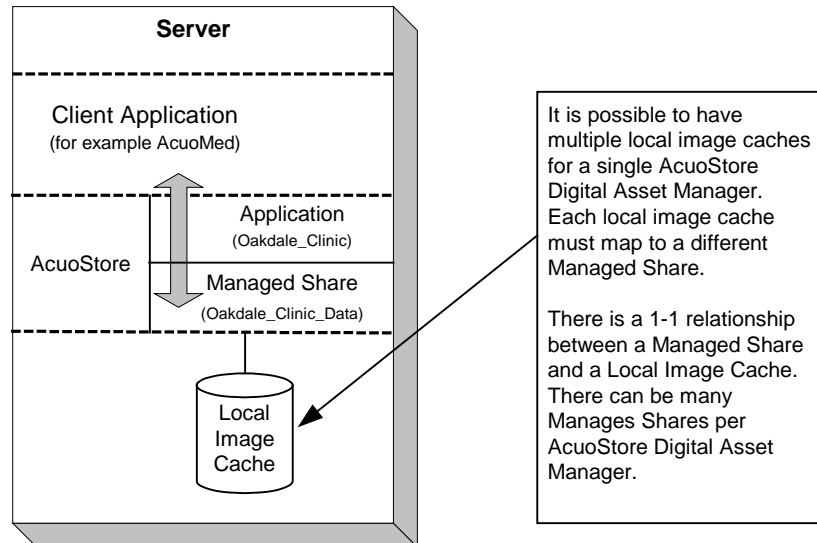 Server
Client Application
(for example AcuoMed)
AcuoStore
Application
(Oakdale_Clinic)
Managed Share
(Oakdale_Clinic_Data)
Local
Image
Cache
It is possible to have
multiple local image caches
for a single AcuoStore
Digital Asset Manager.
Each local image cache
must map to a different
Managed Share.
There is a 1-1 relationship
between a Managed Share
and a Local Image Cache.
There can be many
Manages Shares per
AcuoStore Digital Asset
Manager.